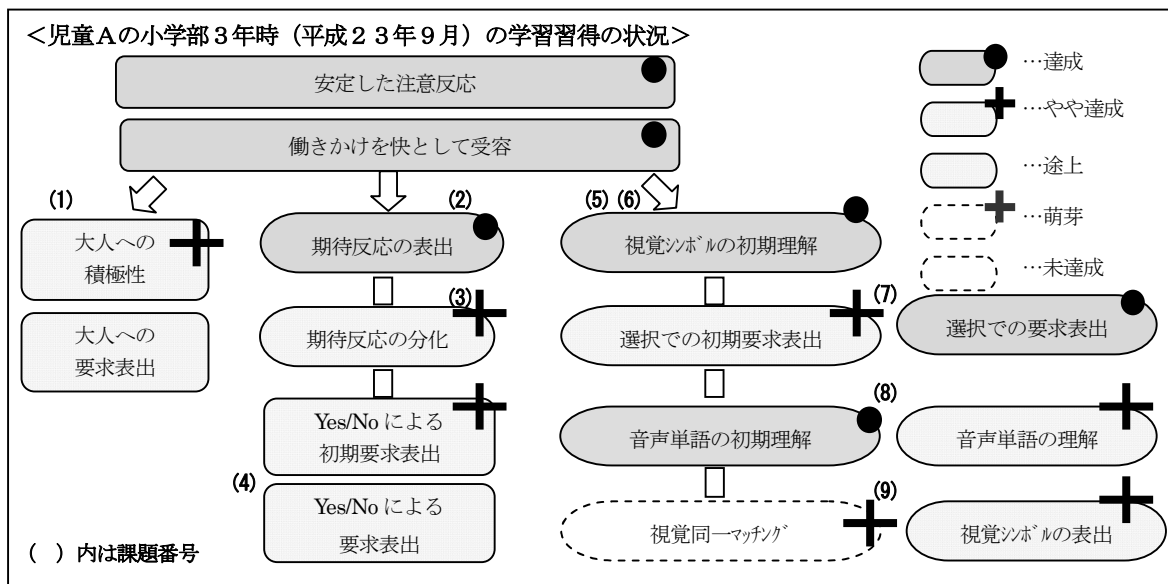 ＜児童Ａの小学部３年時（平成２３年９月）の学習習得の状況＞
安定した注意反応
働きかけを快として受容
…達成
…やや達成
…途上
…萌芽
…未達成
(1)
大人への
積極性
大人への
要求表出
(2)
期待反応の表出
(3)
期待反応の分化
Yes/No による
初期要求表出
(4)
Yes/No による
要求表出
(5) (6)
視覚ｼﾝﾎﾞﾙの初期理解
選択での初期要求表出
(7)
選択での要求表出
音声単語の初期理解
(8)
音声単語の理解
視覚同一ﾏｯﾁﾝｸﾞ
(9)
視覚ｼﾝﾎﾞﾙの表出
（　）内は課題番号